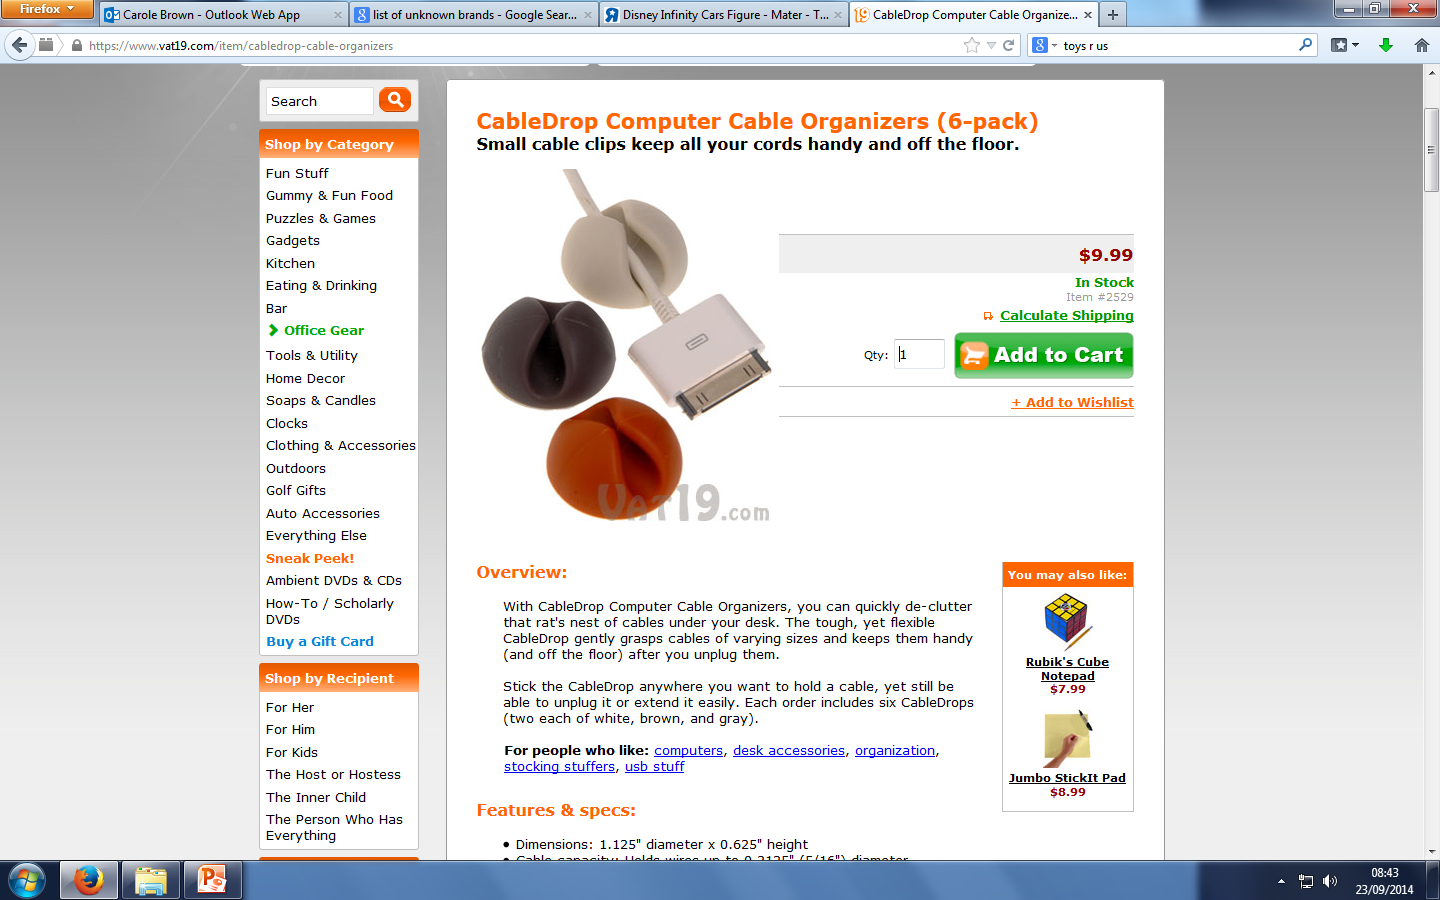 Firefox
Carole Brown - Outlook Web App
list of unknown brands - Google Sear...
Disney Infinity Cars Figure - Mater - T...
CableDrop Computer Cable Organize...
https://www.vat19.com/item/cabledrop-cable-organizers
toys r us
Search
Shop by Category
Fun Stuff
Gummy & Fun Food
Puzzles & Games
Gadgets
Kitchen
Eating & Drinking
Bar
Office Gear
Tools & Utility
Home Decor
Soaps & Candles
Clocks
Clothing & Accessories
Outdoors
Golf Gifts
Auto Accessories
Everything Else
Sneak Peek!
Ambient DVDs & CDs
How-To / Scholarly
DVDs
Buy a Gift Card
Shop by Recipient
For Her
For Him
For Kids
The Host or Hostess
The Inner Child
The Person Who Has
Everything
CableDrop Computer Cable Organizers (6-pack)
Small cable clips keep all your cords handy and off the floor.
Vat19.com
$9.99
In Stock
Item #2529
Calculate Shipping
Qty: 1 Add to Cart
+ Add to Wishlist
Overview:
With CableDrop Computer Cable Organizers, you can quickly de-clutter
that rat's nest of cables under your desk. The tough, yet flexible
CableDrop gently grasps cables of varying sizes and keeps them handy
(and off the floor) after you unplug them.
Stick the CableDrop anywhere you want to hold a cable, yet still be
able to unplug it or extend it easily. Each order includes six CableDrops
(two each of white, brown, and gray).
For people who like: computers, desk accessories, organization,
stocking stuffers, usb stuff
Features & specs:
• Dimensions: 1.125" diameter x 0.625" height
• Cable capacity: Holds wires up to 0.3125" (5/16") diameter
You may also like:
Rubik's Cube
Notepad
$7.99
Jumbo StickIt Pad
$8.99
08:43
23/09/2014